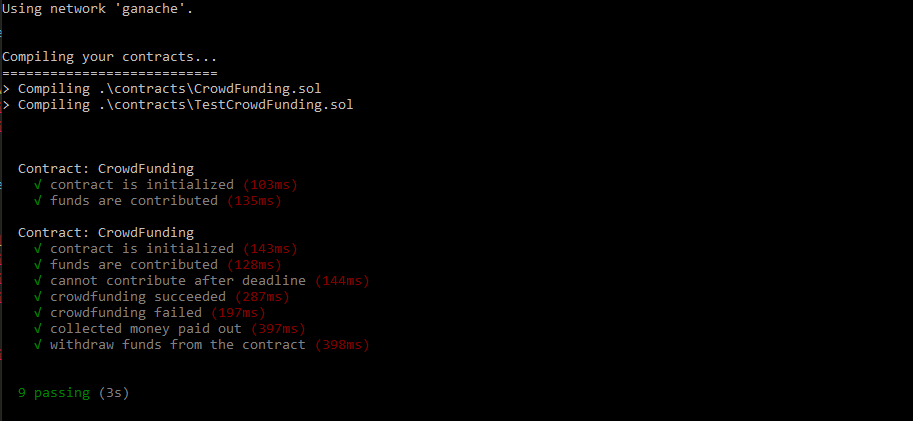 Using network 'ganache'.
Compiling your contracts...
===========================
> Compiling .\contracts\CrowdFunding.sol
> Compiling .\contracts\TestCrowdFunding.sol
Contract: CrowdFunding
√ contract is initialized (103ms)
√ funds are contributed (135ms)
Contract: CrowdFunding
√ contract is initialized (143ms)
√ funds are contributed (128ms)
√ cannot contribute after deadline (144ms)
√ crowdfunding succeeded (287ms)
√ crowdfunding failed (197ms)
√ collected money paid out (397ms)
√ withdraw funds from the contract (398ms)
9 passing (3s)